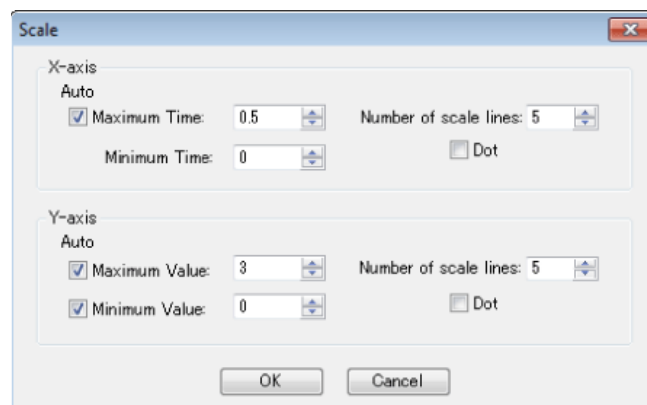 Scale
X-axis
Auto
Maximum Time: 0.5 Number of scale lines: 5
Minimum Time: 0 Dot
Y-axis
Auto
Maximum Value: 3 Number of scale lines: 5
Minimum Value: 0 Dot
OK Cancel